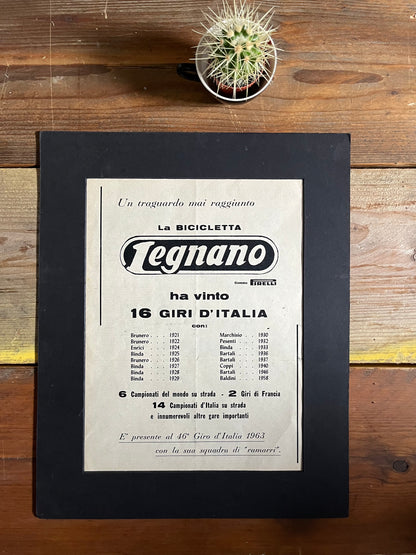 Un traguardo mai raggiunto
La BICICLETTA
Legnano
Gomme PIRELLI
ha vinto
16 GIRI D'ITALIA
con:
Brunero . . . . 1921 Marchisio . . . 1930
Brunero . . . . 1922 Pesenti . . . . 1932
Enrici . . . . 1924 Binda . . . . 1933
Binda . . . . 1925 Bartali . . . . 1936
Brunero . . . . 1926 Bartali . . . . 1937
Binda . . . . 1927 Coppi . . . . 1940
Binda . . . . 1928 Bartali . . . . 1946
Binda . . . . 1929 Baldini . . . . 1958
6 Campionati del mondo su strada - 2 Giri di Francia
14 Campionati d'Italia su strada
e innumerevoli altre gare importanti
E' presente al 46° Giro d'Italia 1963
con la sua squadra di "ramarri".